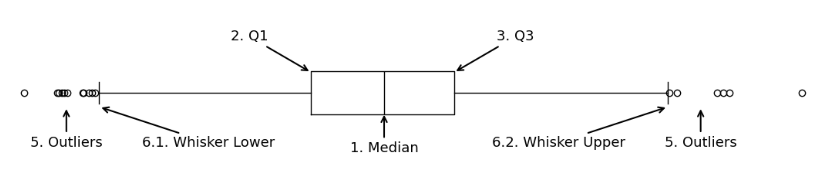 2. Q1
3. Q3
5. Outliers
6.1. Whisker Lower
1. Median
6.2. Whisker Upper
5. Outliers